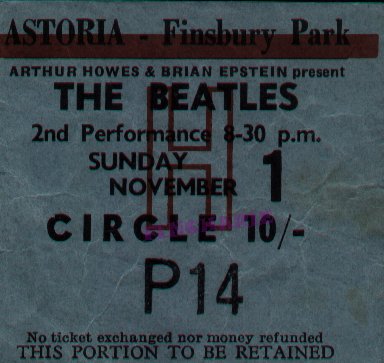 ASTORIA - Finsbury Park
ARTHUR HOWES & BRIAN EPSTEIN present
THE BEATLES
2nd Performance 8-30 p.m.
SUNDAY
NOVEMBER 1
H
CIRCLE 10/-
P14
No ticket exchanged nor money refunded
THIS PORTION TO BE RETAINED